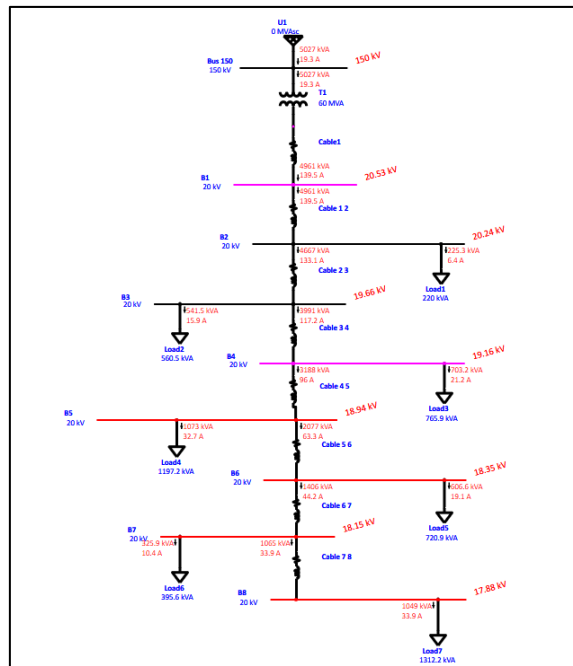 U1
0 MVAsc
5027 kVA
19.3 A
150 kV
Bus 150
150 kV
5027 kVA
19.3 A
T1
60 MVA
Cable1
4961 kVA
139.5 A
20.53 kV
B1
20 kV
4961 kVA
139.5 A
Cable 1 2
20.24 kV
B2
20 kV
4667 kVA
133.1 A
225.3 kVA
6.4 A
Cable 2 3
Load1
220 kVA
19.66 kV
B3
20 kV
541.5 kVA
15.9 A
3991 kVA
117.2 A
Cable 3 4
Load2
560.5 kVA
19.16 kV
B4
20 kV
3188 kVA
96 A
703.2 kVA
21.2 A
Cable 4 5
Load3
765.9 kVA
18.94 kV
B5
20 kV
1073 kVA
32.7 A
2077 kVA
63.3 A
Cable 5 6
Load4
1197.2 kVA
18.35 kV
B6
20 kV
1406 kVA
44.2 A
606.6 kVA
19.1 A
Cable 6 7
Load5
720.9 kVA
18.15 kV
B7
20 kV
325.9 kVA
10.4 A
1065 kVA
33.9 A
Cable 7 8
Load6
395.6 kVA
17.88 kV
B8
20 kV
1049 kVA
33.9 A
Load7
1312.2 kVA